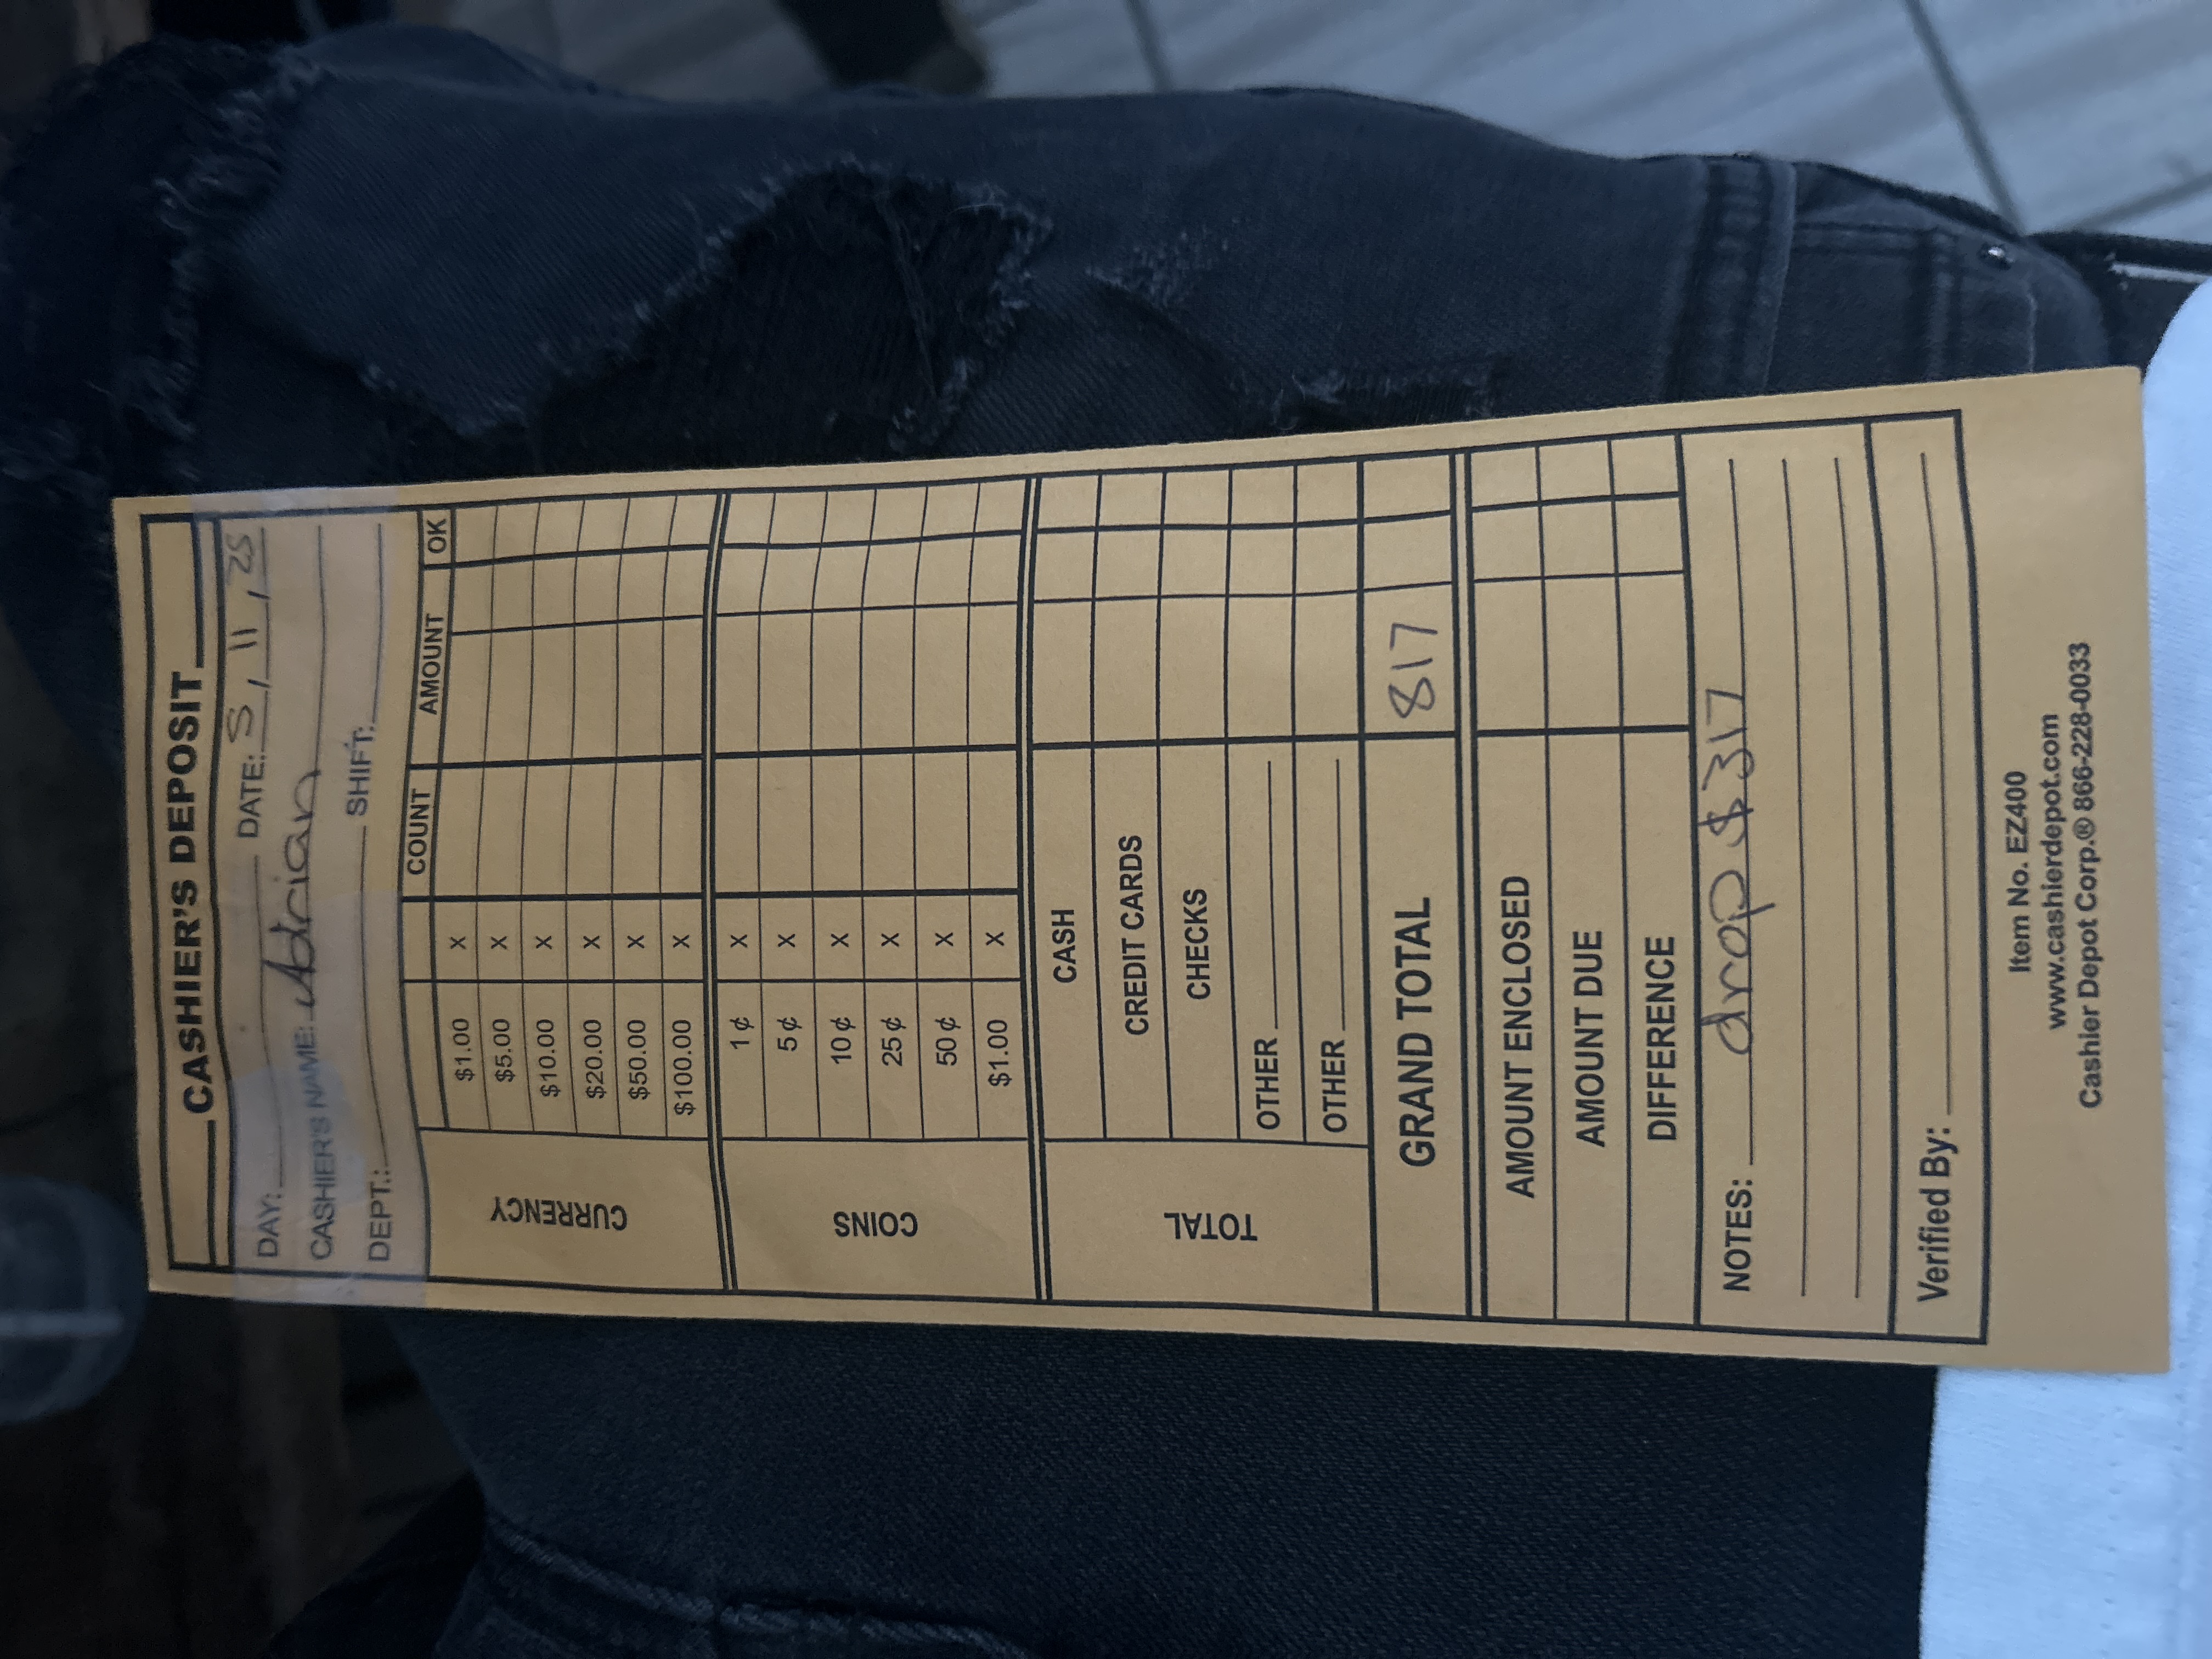 CASHIER'S DEPOSIT
DAY: DATE: 5, 11, 25
CASHIER'S NAME: Adrian
DEPT.: SHIFT:
COUNT AMOUNT OK
CURRENCY
$1.00 X
$5.00 X
$10.00 X
$20.00 X
$50.00 X
$100.00 X
COINS
1 ¢ X
5 ¢ X
10 ¢ X
25 ¢ X
50 ¢ X
$1.00 X
TOTAL
CASH
CREDIT CARDS
CHECKS
OTHER
OTHER
GRAND TOTAL 817
AMOUNT ENCLOSED
AMOUNT DUE
DIFFERENCE
NOTES: drop $317
Verified By:
Item No. EZ400
www.cashierdepot.com
Cashier Depot Corp.® 866-228-0033